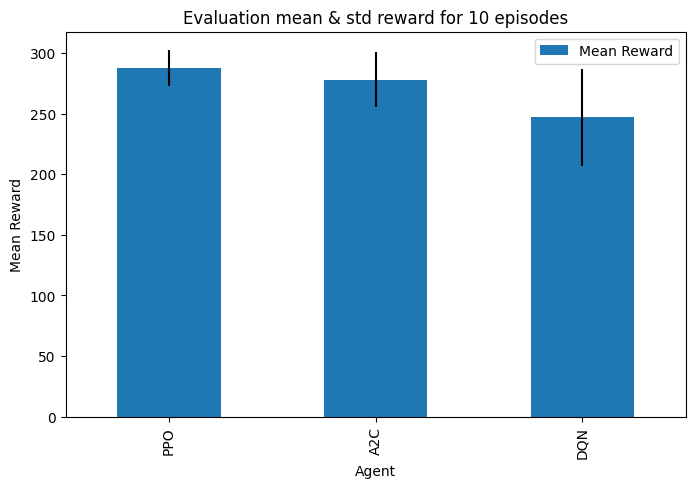 Evaluation mean & std reward for 10 episodes
Mean Reward
300
250
200
150
100
50
0
Mean Reward
PPO
A2C
DQN
Agent